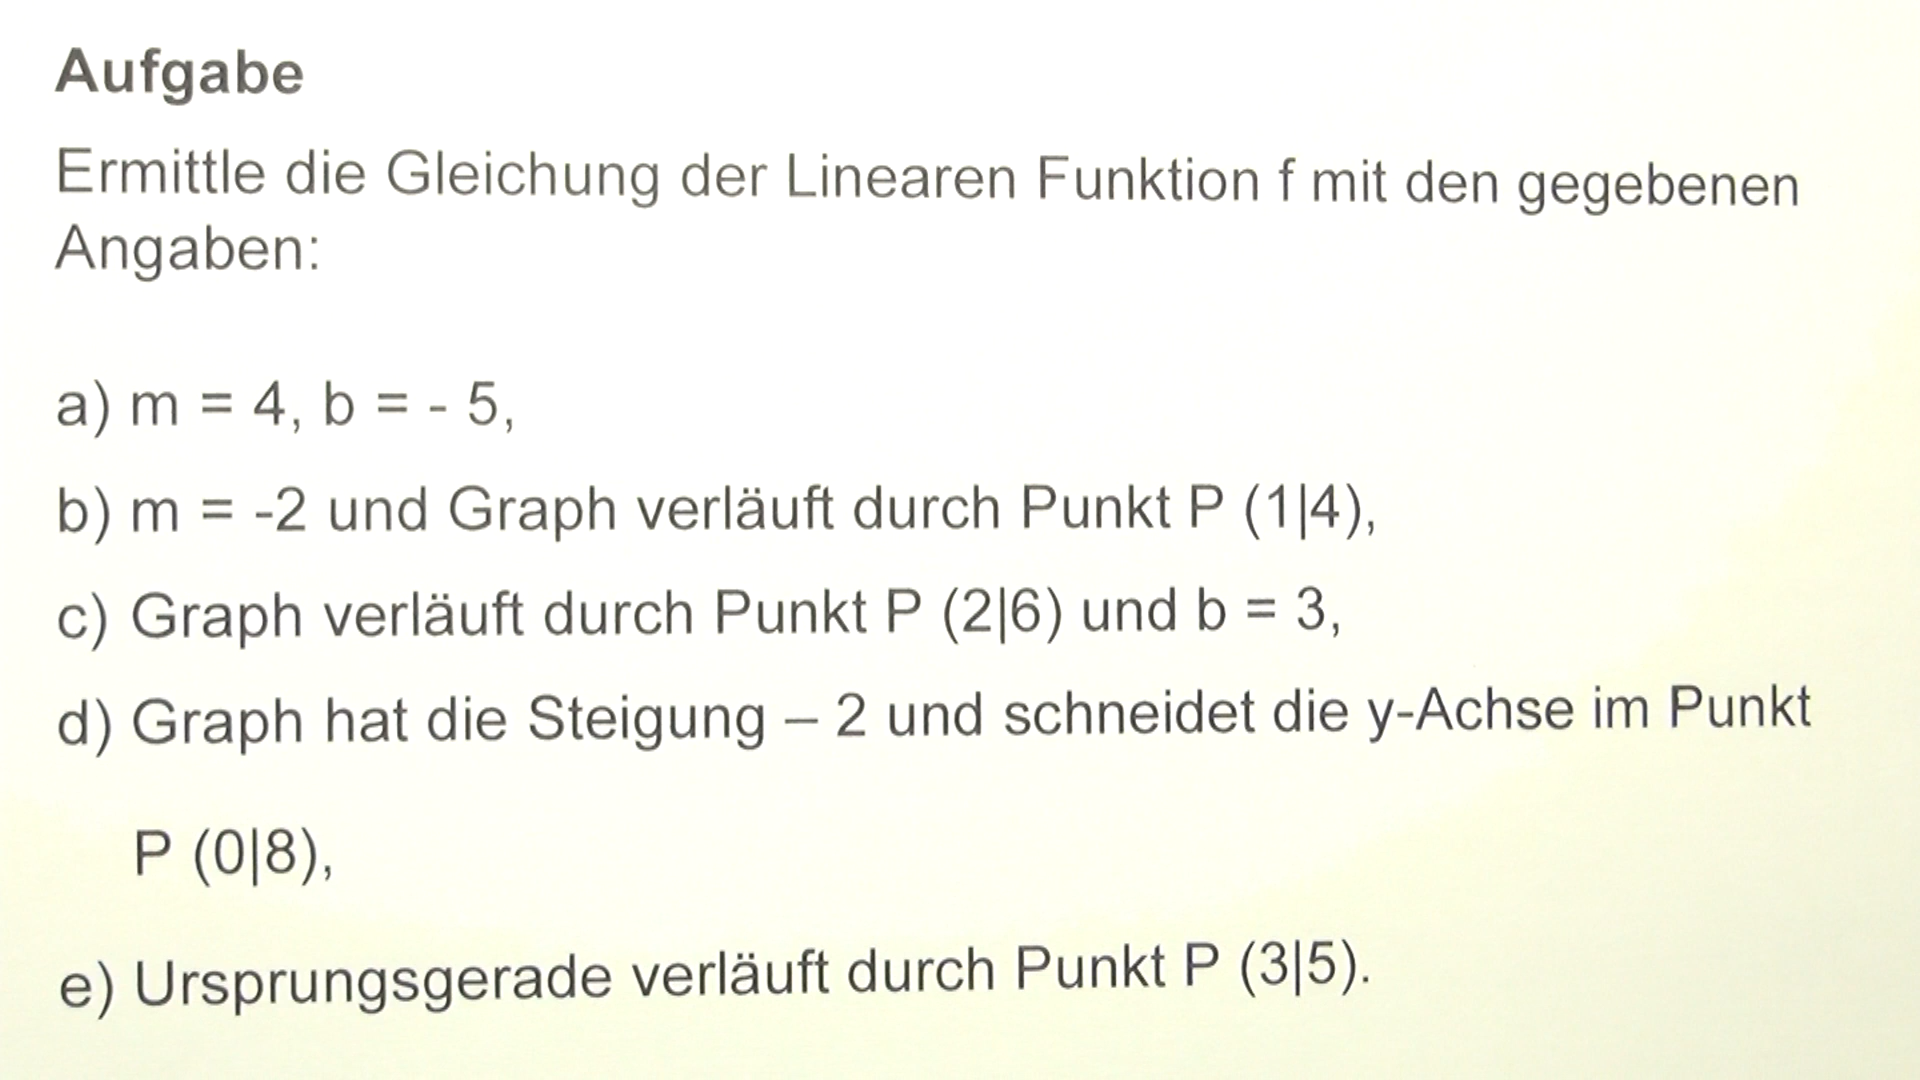 Aufgabe
Ermittle die Gleichung der Linearen Funktion f mit den gegebenen
Angaben:
a) m = 4, b = - 5,
b) m = -2 und Graph verläuft durch Punkt P (1|4),
c) Graph verläuft durch Punkt P (2|6) und b = 3,
d) Graph hat die Steigung – 2 und schneidet die y-Achse im Punkt
P (0|8),
e) Ursprungsgerade verläuft durch Punkt P (3|5).